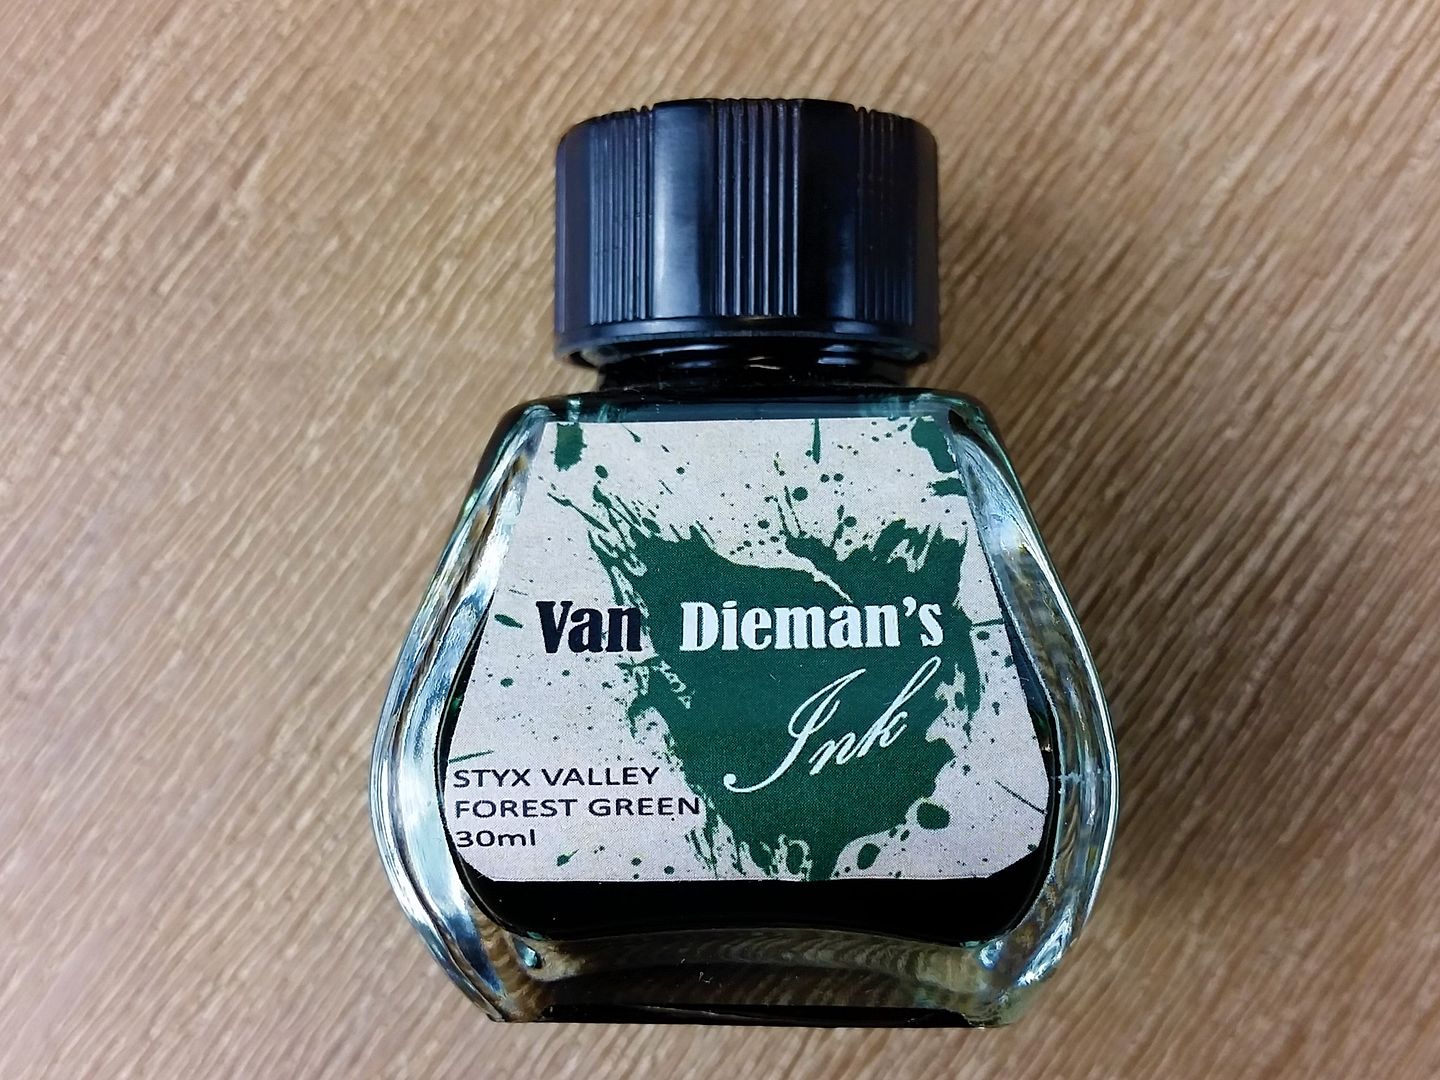 Van Dieman's
Ink
STYX VALLEY
FOREST GREEN
30ml